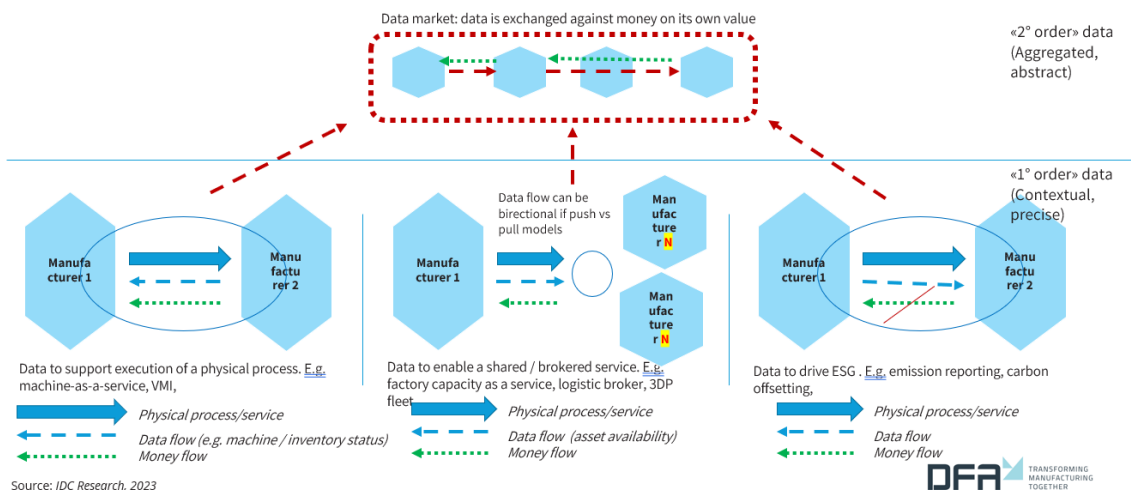 Data market: data is exchanged against money on its own value
«2° order» data
(Aggregated,
abstract)
«1° order» data
(Contextual,
precise)
Manufa
cturer 1
Manu
factu
rer 2
Data to support execution of a physical process. E.g.
machine-as-a-service, VMI,
Physical process/service
Data flow (e.g. machine / inventory status)
Money flow
Data flow can be
birectional if push vs
pull models
Manufa
cturer 1
Man
ufac
ture
r N
Man
ufac
ture
r N
Data to enable a shared / brokered service. E.g.
factory capacity as a service, logistic broker, 3DP
fleet
Physical process/service
Data flow  (asset availability)
Money flow
Manufa
cturer 1
Manu
factu
rer 2
Data to drive ESG . E.g. emission reporting, carbon
offsetting,
Physical process/service
Data flow
Money flow
Source: IDC Research, 2023
DFA
TRANSFORMING
MANUFACTURING
TOGETHER